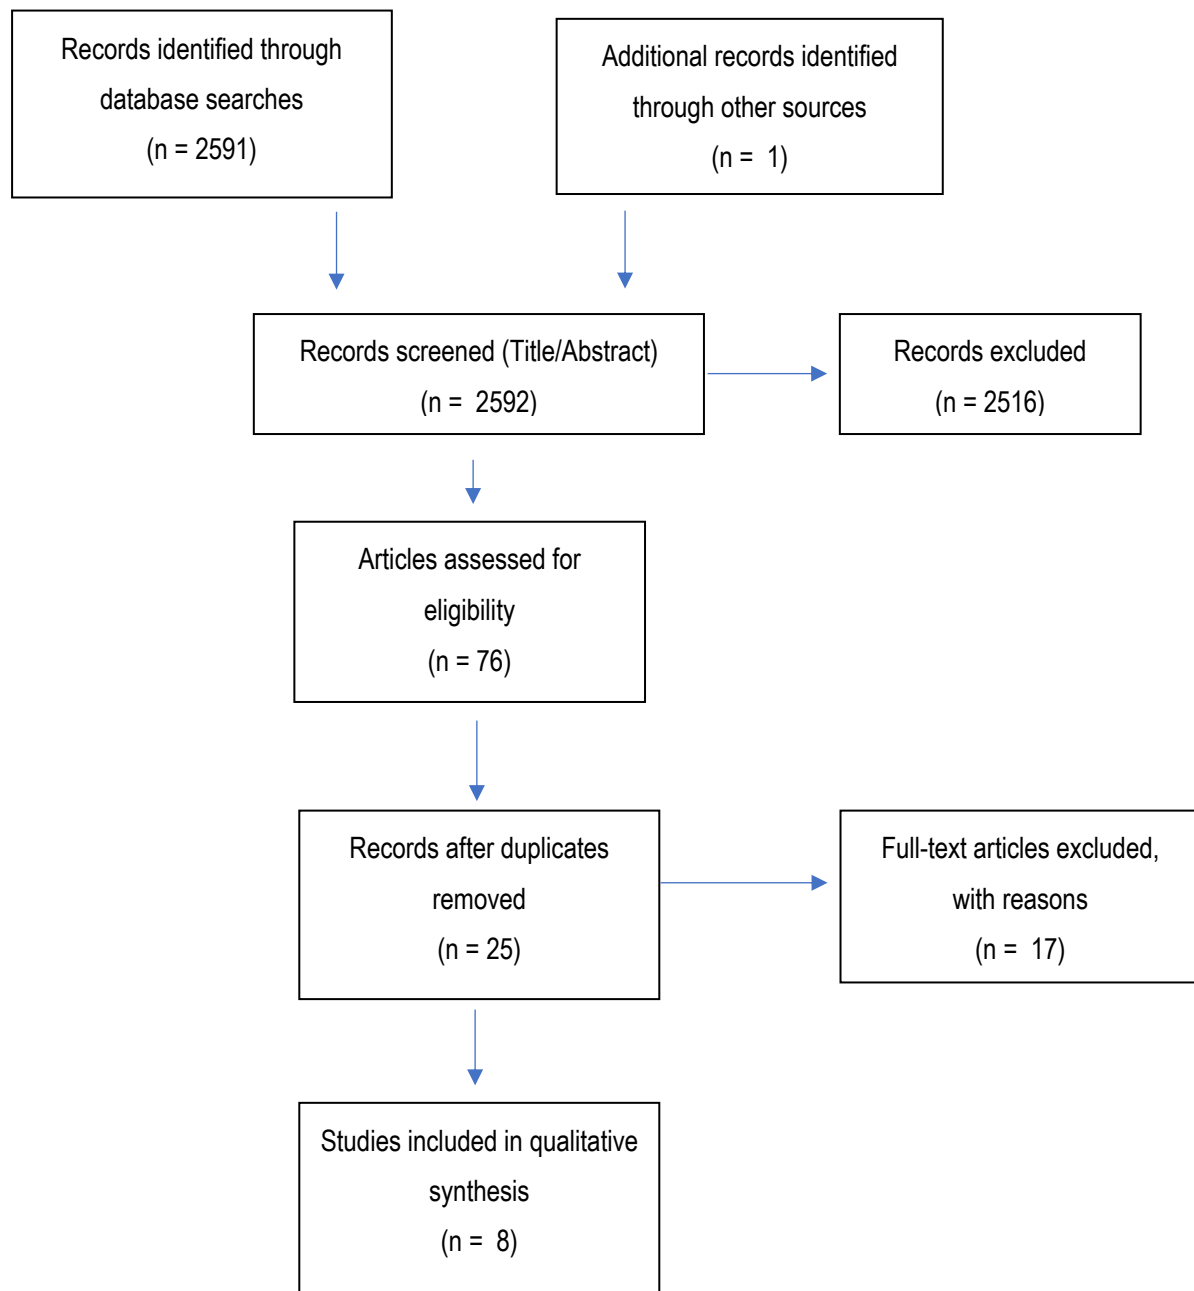 Records identified through
database searches
(n = 2591)
Additional records identified
through other sources
(n = 1)
Records screened (Title/Abstract)
(n = 2592)
Records excluded
(n = 2516)
Articles assessed for
eligibility
(n = 76)
Records after duplicates
removed
(n = 25)
Full-text articles excluded,
with reasons
(n = 17)
Studies included in qualitative
synthesis
(n = 8)